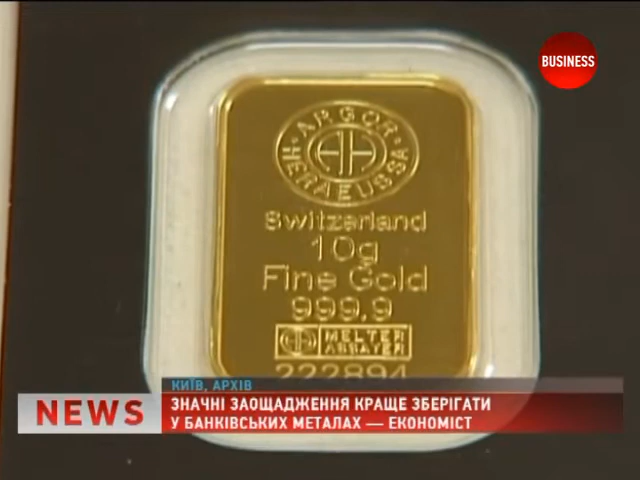 BUSINESS
ARGOR
HERAEUS SA
Switzerland
10g
Fine Gold
999.9
MELTER
ASSAYER
222894
КИЇВ, АРХІВ
NEWS
ЗНАЧНІ ЗАОЩАДЖЕННЯ КРАЩЕ ЗБЕРІГАТИ
У БАНКІВСЬКИХ МЕТАЛАХ — ЕКОНОМІСТ